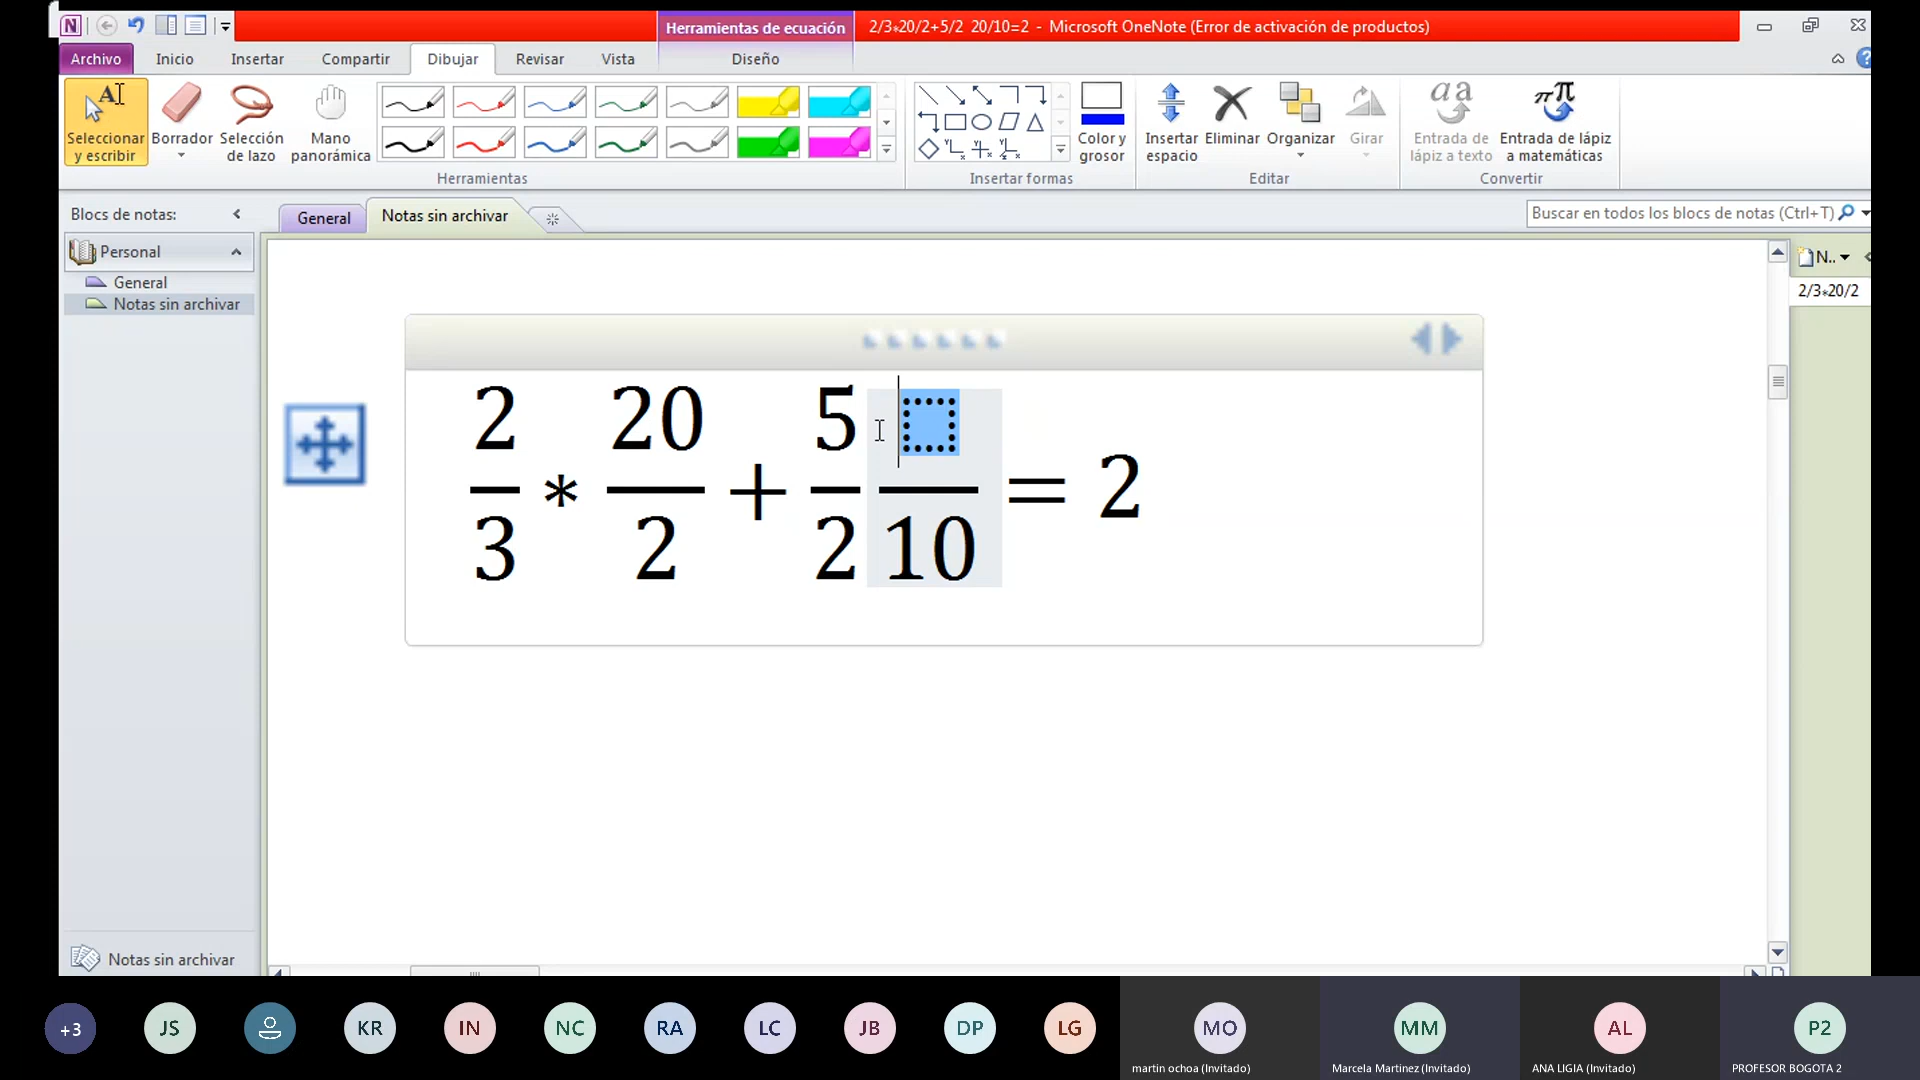 Herramientas de ecuación
2/3*20/2+5/2 20/10=2 - Microsoft OneNote (Error de activación de productos)
Archivo Inicio Insertar Compartir Dibujar Revisar Vista Diseño
Seleccionar y escribir
Borrador
Selección de lazo
Mano panorámica
Herramientas
Insertar formas
Color y grosor
Insertar espacio
Eliminar
Organizar
Girar
Editar
Entrada de lápiz a texto
Entrada de lápiz a matemáticas
Convertir
Blocs de notas:
General
Notas sin archivar
Buscar en todos los blocs de notas (Ctrl+T)
Personal
General
Notas sin archivar
N..
2/3*20/2
2 20 5
— * — + — — = 2
3 2 2 10
Notas sin archivar
+3 JS KR IN NC RA LC JB DP LG MO MM AL P2
martin ochoa (Invitado) Marcela Martinez (Invitado) ANA LIGIA (Invitado) PROFESOR BOGOTA 2